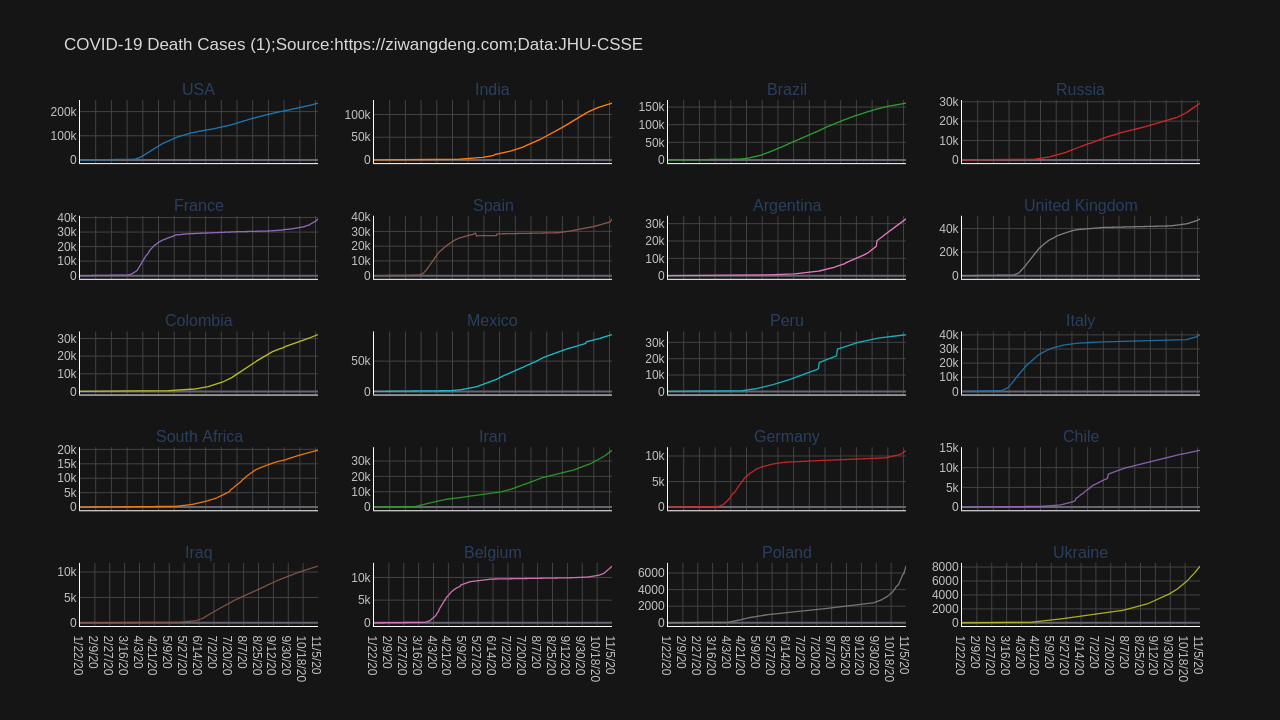 COVID-19 Death Cases (1);Source:https://ziwangdeng.com;Data:JHU-CSSE
USA
India
Brazil
Russia
200k
100k
0
100k
50k
0
150k
100k
50k
0
30k
20k
10k
0
France
Spain
Argentina
United Kingdom
40k
30k
20k
10k
0
40k
30k
20k
10k
0
30k
20k
10k
0
40k
20k
0
Colombia
Mexico
Peru
Italy
30k
20k
10k
0
50k
0
30k
20k
10k
0
40k
30k
20k
10k
0
South Africa
Iran
Germany
Chile
20k
15k
10k
5k
0
30k
20k
10k
0
10k
5k
0
15k
10k
5k
0
Iraq
Belgium
Poland
Ukraine
10k
5k
0
10k
5k
0
6000
4000
2000
0
8000
6000
4000
2000
0
1/22/20
2/9/20
2/27/20
3/16/20
4/3/20
4/21/20
5/9/20
5/27/20
6/14/20
7/2/20
7/20/20
8/7/20
8/25/20
9/12/20
9/30/20
10/18/20
11/5/20
1/22/20
2/9/20
2/27/20
3/16/20
4/3/20
4/21/20
5/9/20
5/27/20
6/14/20
7/2/20
7/20/20
8/7/20
8/25/20
9/12/20
9/30/20
10/18/20
11/5/20
1/22/20
2/9/20
2/27/20
3/16/20
4/3/20
4/21/20
5/9/20
5/27/20
6/14/20
7/2/20
7/20/20
8/7/20
8/25/20
9/12/20
9/30/20
10/18/20
11/5/20
1/22/20
2/9/20
2/27/20
3/16/20
4/3/20
4/21/20
5/9/20
5/27/20
6/14/20
7/2/20
7/20/20
8/7/20
8/25/20
9/12/20
9/30/20
10/18/20
11/5/20